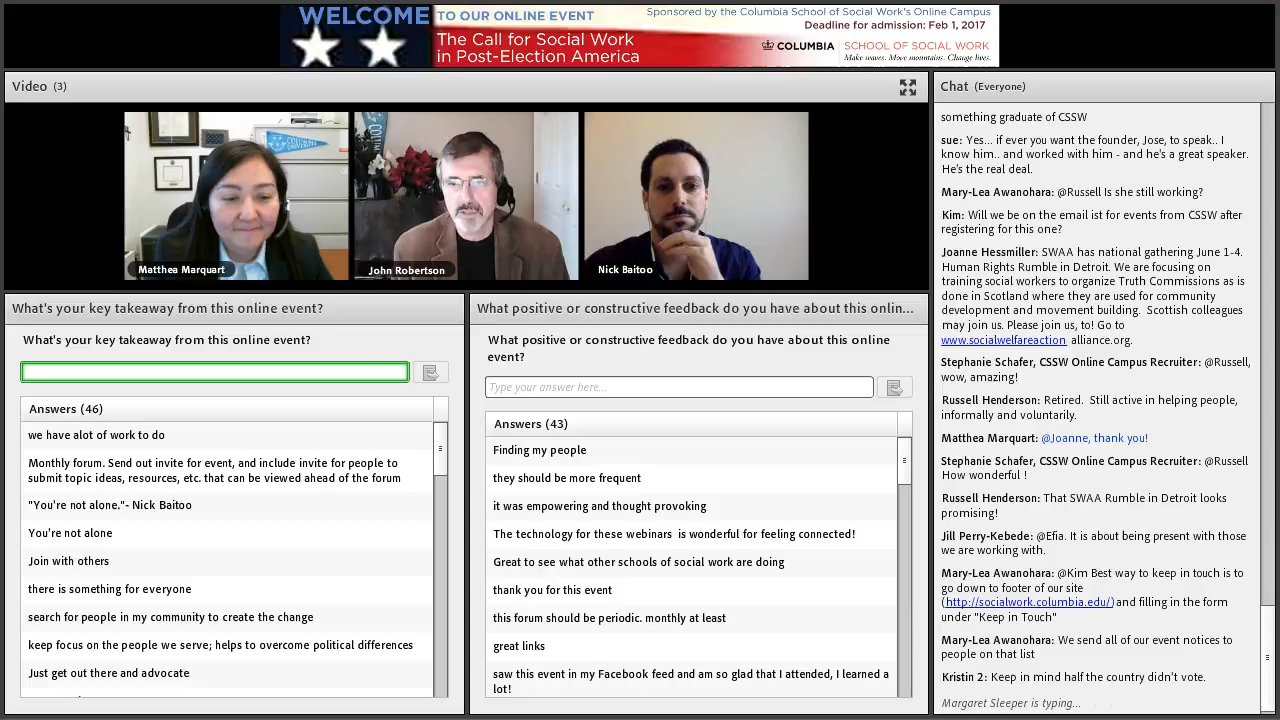 WELCOME TO OUR ONLINE EVENT
Sponsored by the Columbia School of Social Work's Online Campus
Deadline for admission: Feb 1, 2017
The Call for Social Work
in Post-Election America
COLUMBIA SCHOOL OF SOCIAL WORK
Make waves. Move mountains. Change lives.
Video (3)
Matthea Marquart
John Robertson
Nick Baitoo
What's your key takeaway from this online event?
What's your key takeaway from this online event?
Answers (46)
we have alot of work to do
Monthly forum. Send out invite for event, and include invite for people to
submit topic ideas, resources, etc. that can be viewed ahead of the forum
"You're not alone."- Nick Baitoo
You're not alone
Join with others
there is something for everyone
search for people in my community to create the change
keep focus on the people we serve; helps to overcome political differences
Just get out there and advocate
What positive or constructive feedback do you have about this onlin...
What positive or constructive feedback do you have about this online
event?
Type your answer here...
Answers (43)
Finding my people
they should be more frequent
it was empowering and thought provoking
The technology for these webinars is wonderful for feeling connected!
Great to see what other schools of social work are doing
thank you for this event
this forum should be periodic. monthly at least
great links
saw this event in my Facebook feed and am so glad that I attended, I learned a
lot!
Chat (Everyone)
something graduate of CSSW
sue: Yes... if ever you want the founder, Jose, to speak.. I
know him.. and worked with him - and he's a great speaker.
He's the real deal.
Mary-Lea Awanohara: @Russell Is she still working?
Kim: Will we be on the email ist for events from CSSW after
registering for this one?
Joanne Hessmiller: SWAA has national gathering June 1-4.
Human Rights Rumble in Detroit. We are focusing on
training social workers to organize Truth Commissions as is
done in Scotland where they are used for community
development and movement building. Scottish colleagues
may join us. Please join us, to! Go to
www.socialwelfareaction alliance.org.
Stephanie Schafer, CSSW Online Campus Recruiter: @Russell,
wow, amazing!
Russell Henderson: Retired. Still active in helping people,
informally and voluntarily.
Matthea Marquart: @Joanne, thank you!
Stephanie Schafer, CSSW Online Campus Recruiter: @Russell
How wonderful !
Russell Henderson: That SWAA Rumble in Detroit looks
promising!
Jill Perry-Kebede: @Efia. It is about being present with those
we are working with.
Mary-Lea Awanohara: @Kim Best way to keep in touch is to
go down to footer of our site
(http://socialwork.columbia.edu/) and filling in the form
under "Keep in Touch"
Mary-Lea Awanohara: We send all of our event notices to
people on that list
Kristin 2: Keep in mind half the country didn't vote.
Margaret Sleeper is typing...